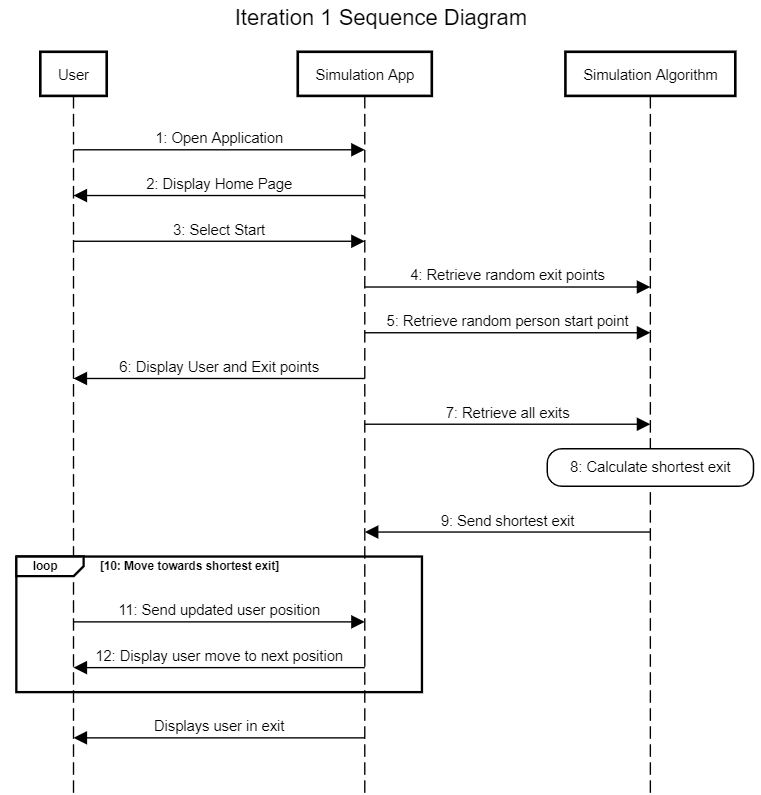 Iteration 1 Sequence Diagram
User
Simulation App
Simulation Algorithm
1: Open Application
2: Display Home Page
3: Select Start
4: Retrieve random exit points
5: Retrieve random person start point
6: Display User and Exit points
7: Retrieve all exits
8: Calculate shortest exit
9: Send shortest exit
loop
[10: Move towards shortest exit]
11: Send updated user position
12: Display user move to next position
Displays user in exit